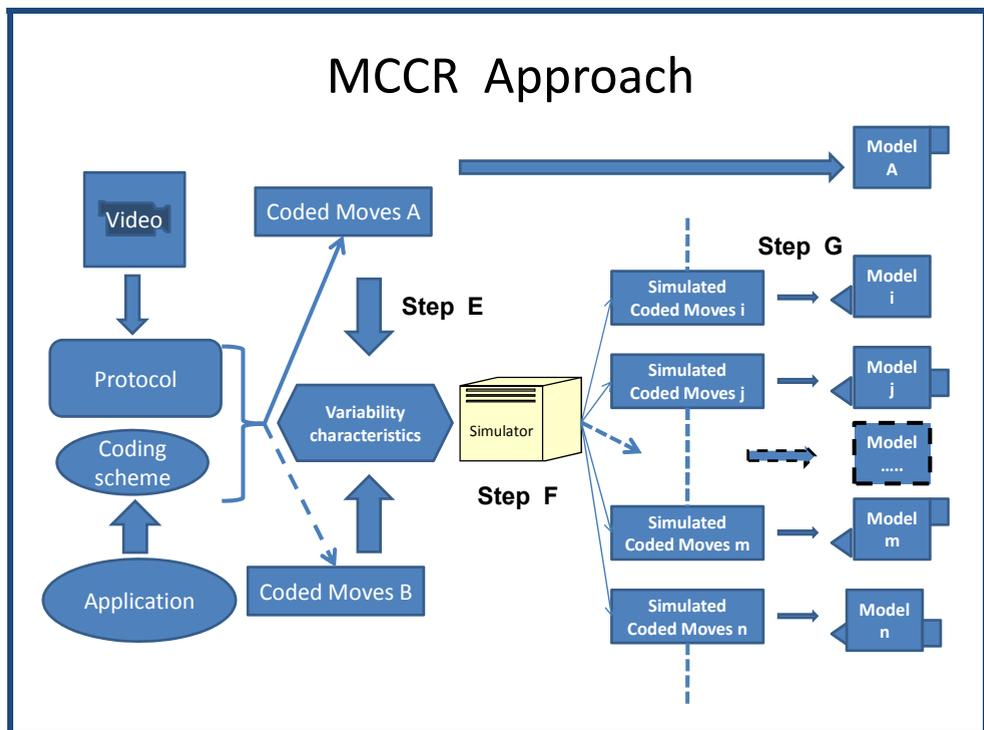 MCCR Approach
Model
A
Video
Coded Moves A
Step G
Step E
Simulated
Coded Moves i
Model
i
Protocol
Simulated
Coded Moves j
Model
j
Variability
characteristics
Simulator
Coding
scheme
Model
.....
Step F
Simulated
Coded Moves m
Model
m
Application
Coded Moves B
Simulated
Coded Moves n
Model
n